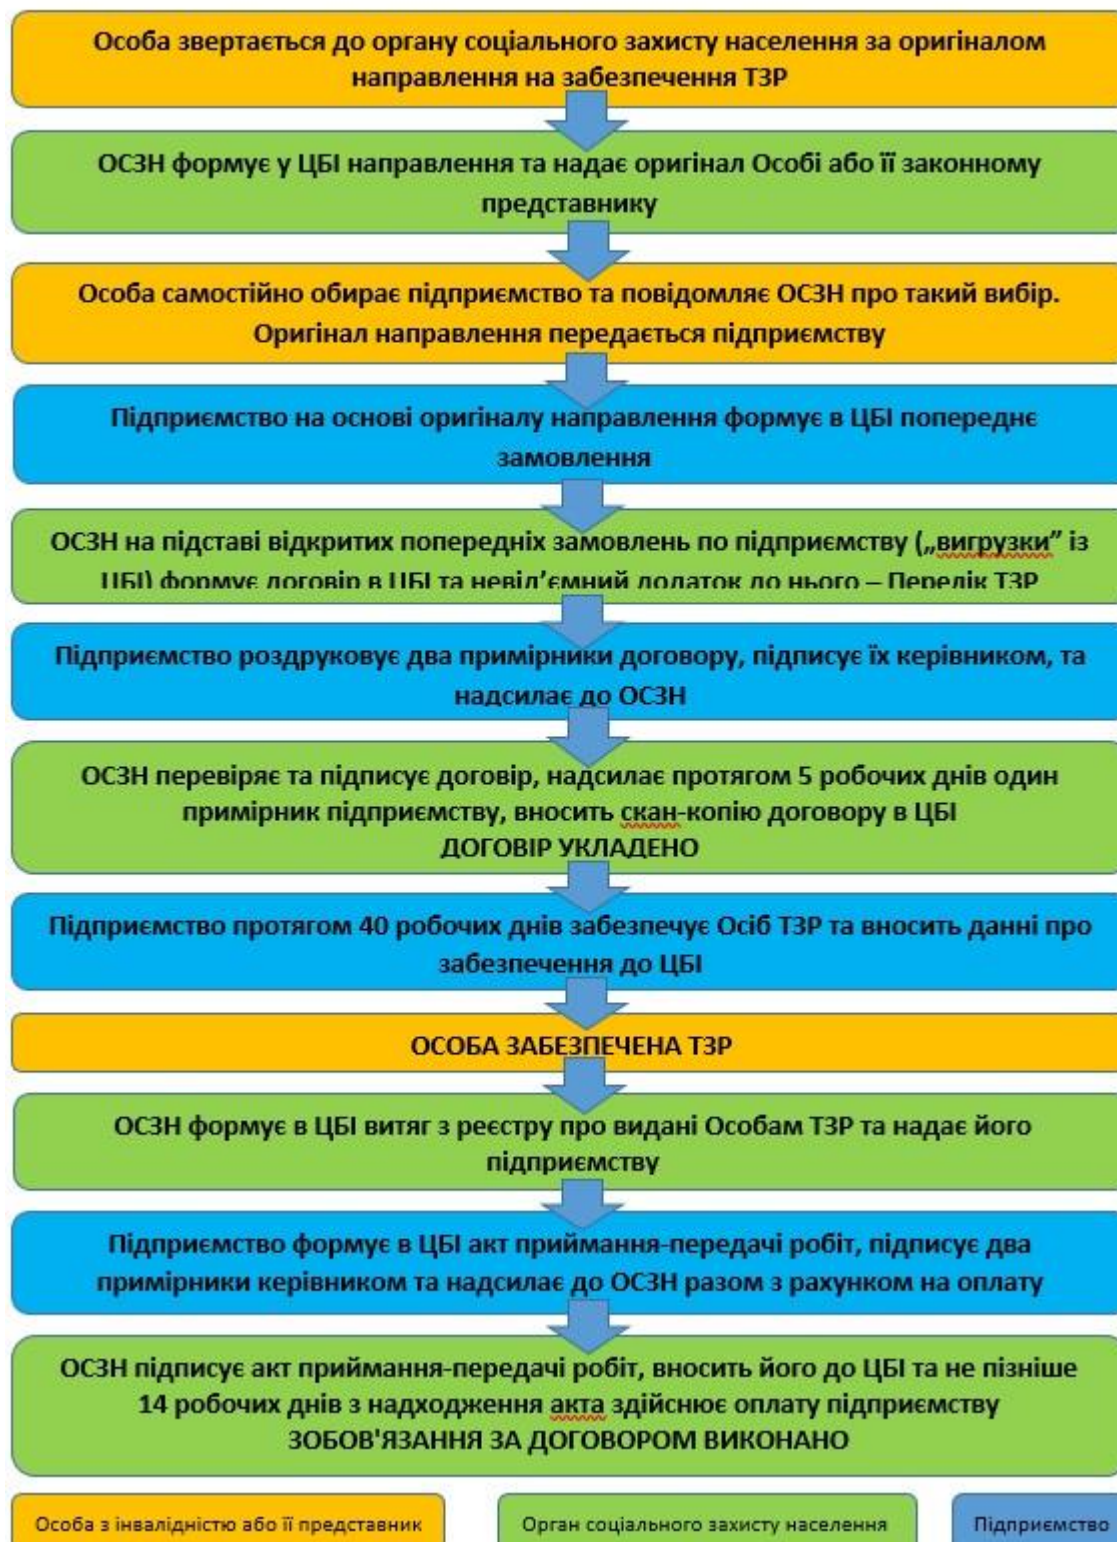 Особа звертається до органу соціального захисту населення за оригіналом
направлення на забезпечення ТЗР
ОСЗН формує у ЦБІ направлення та надає оригінал Особі або її законному
представнику
Особа самостійно обирає підприємство та повідомляє ОСЗН про такий вибір.
Оригінал направлення передається підприємству
Підприємство на основі оригіналу направлення формує в ЦБІ попереднє
замовлення
ОСЗН на підставі відкритих попередніх замовлень по підприємству („вигрузки” із
ЦБІ) формує договір в ЦБІ та невід’ємний додаток до нього – Перелік ТЗР
Підприємство роздруковує два примірники договору, підписує їх керівником, та
надсилає до ОСЗН
ОСЗН перевіряє та підписує договір, надсилає протягом 5 робочих днів один
примірник підприємству, вносить скан-копію договору в ЦБІ
ДОГОВІР УКЛАДЕНО
Підприємство протягом 40 робочих днів забезпечує Осіб ТЗР та вносить данні про
забезпечення до ЦБІ
ОСОБА ЗАБЕЗПЕЧЕНА ТЗР
ОСЗН формує в ЦБІ витяг з реєстру про видані Особам ТЗР та надає його
підприємству
Підприємство формує в ЦБІ акт приймання-передачі робіт, підписує два
примірники керівником та надсилає до ОСЗН разом з рахунком на оплату
ОСЗН підписує акт приймання-передачі робіт, вносить його до ЦБІ та не пізніше
14 робочих днів з надходження акта здійснює оплату підприємству
ЗОБОВ'ЯЗАННЯ ЗА ДОГОВОРОМ ВИКОНАНО
Особа з інвалідністю або її представник
Орган соціального захисту населення
Підприємство